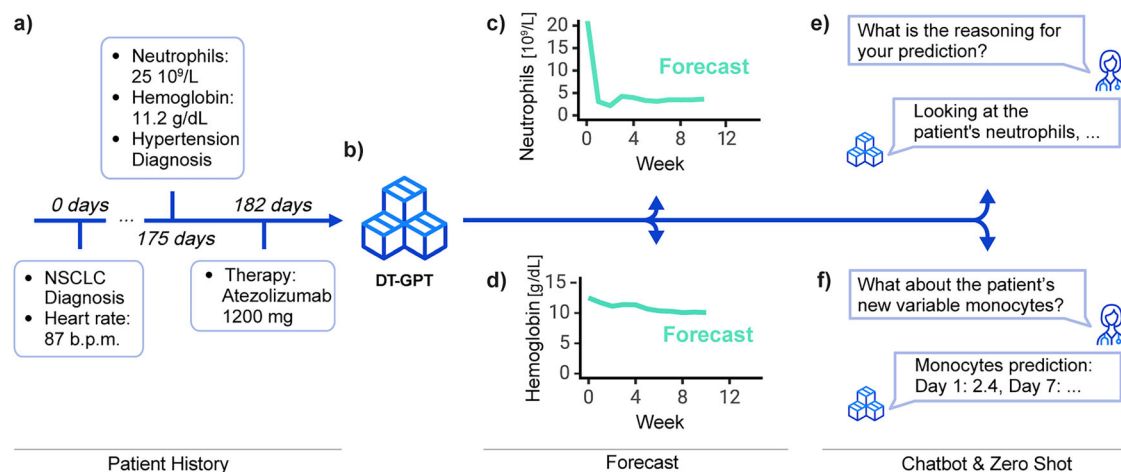 a)
• Neutrophils:
25 10⁹/L
• Hemoglobin:
11.2 g/dL
• Hypertension
Diagnosis
0 days
...
175 days
182 days
• NSCLC
Diagnosis
• Heart rate:
87 b.p.m.
• Therapy:
Atezolizumab
1200 mg
Patient History
b)
DT-GPT
c)
Neutrophils [10⁹/L]
20
15
10
5
0
Forecast
0 4 8 12
Week
d)
Hemoglobin [g/dL]
15
10
5
0
Forecast
0 4 8 12
Week
Forecast
e)
What is the reasoning for
your prediction?
Looking at the
patient's neutrophils, ...
f)
What about the patient's
new variable monocytes?
Monocytes prediction:
Day 1: 2.4, Day 7: ...
Chatbot & Zero Shot